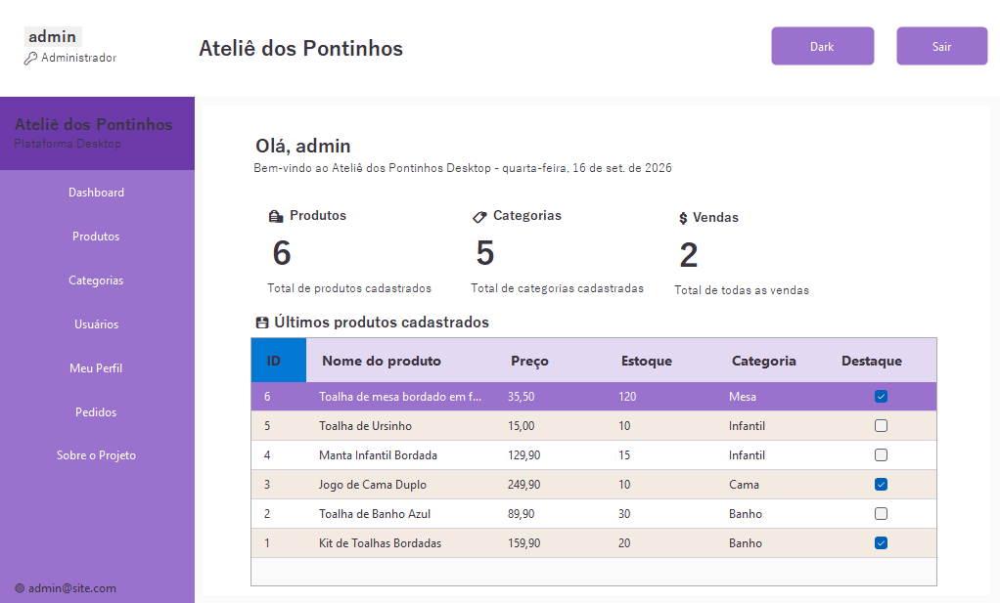 admin
Administrador
Ateliê dos Pontinhos
Dark
Sair
Ateliê dos Pontinhos
Plataforma Desktop
Dashboard
Produtos
Categorias
Usuários
Meu Perfil
Pedidos
Sobre o Projeto
admin@site.com
Olá, admin
Bem-vindo ao Ateliê dos Pontinhos Desktop - quarta-feira, 16 de set. de 2026
Produtos
6
Total de produtos cadastrados
Categorias
5
Total de categorias cadastradas
$ Vendas
2
Total de todas as vendas
Últimos produtos cadastrados
ID Nome do produto Preço Estoque Categoria Destaque
6 Toalha de mesa bordado em f... 35,50 120 Mesa
5 Toalha de Ursinho 15,00 10 Infantil
4 Manta Infantil Bordada 129,90 15 Infantil
3 Jogo de Cama Duplo 249,90 10 Cama
2 Toalha de Banho Azul 89,90 30 Banho
1 Kit de Toalhas Bordadas 159,90 20 Banho